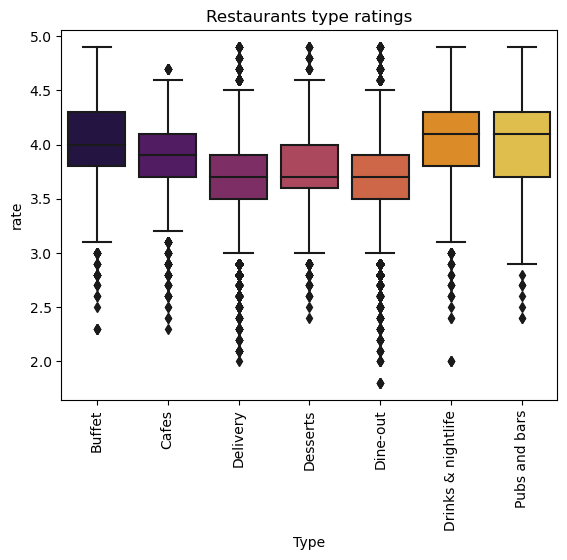 Restaurants type ratings
5.0
4.5
4.0
3.5
3.0
2.5
2.0
rate
Buffet
Cafes
Delivery
Desserts
Dine-out
Drinks & nightlife
Pubs and bars
Type